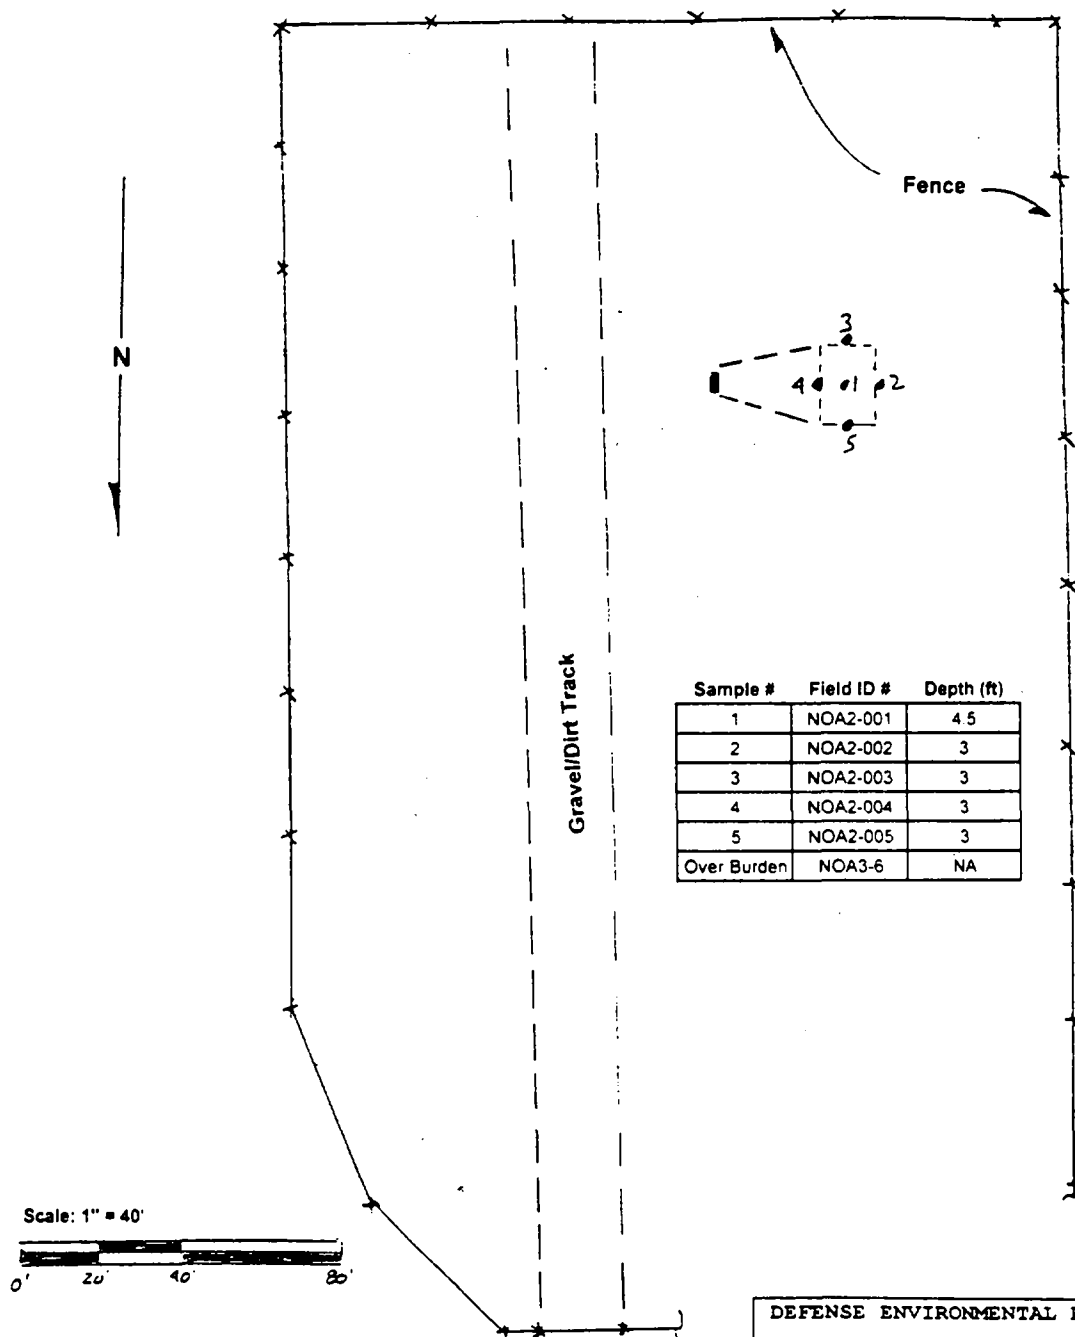 Fence
N
3
4 1 2
5
Gravel/Dirt Track
Sample # Field ID # Depth (ft)
1 NOA2-001 4.5
2 NOA2-002 3
3 NOA2-003 3
4 NOA2-004 3
5 NOA2-005 3
Over Burden NOA3-6 NA
Scale: 1" = 40'
0' 20' 40' 80'
DEFENSE ENVIRONMENTAL